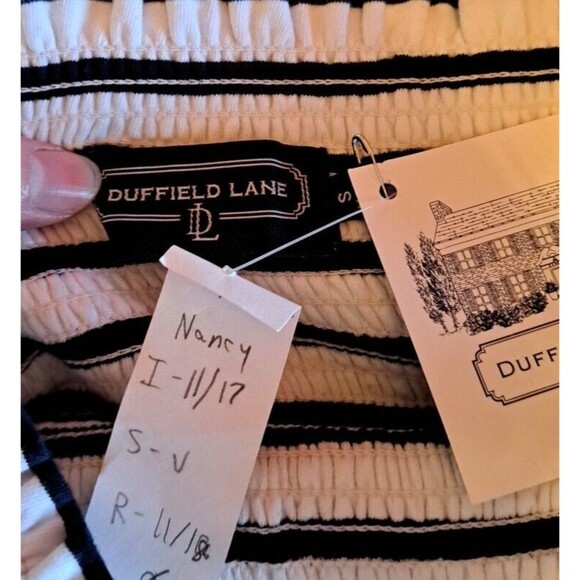 DUFFIELD LANE
DL
S
Nancy
I-11/17
S-V
R-11/18
DUFF